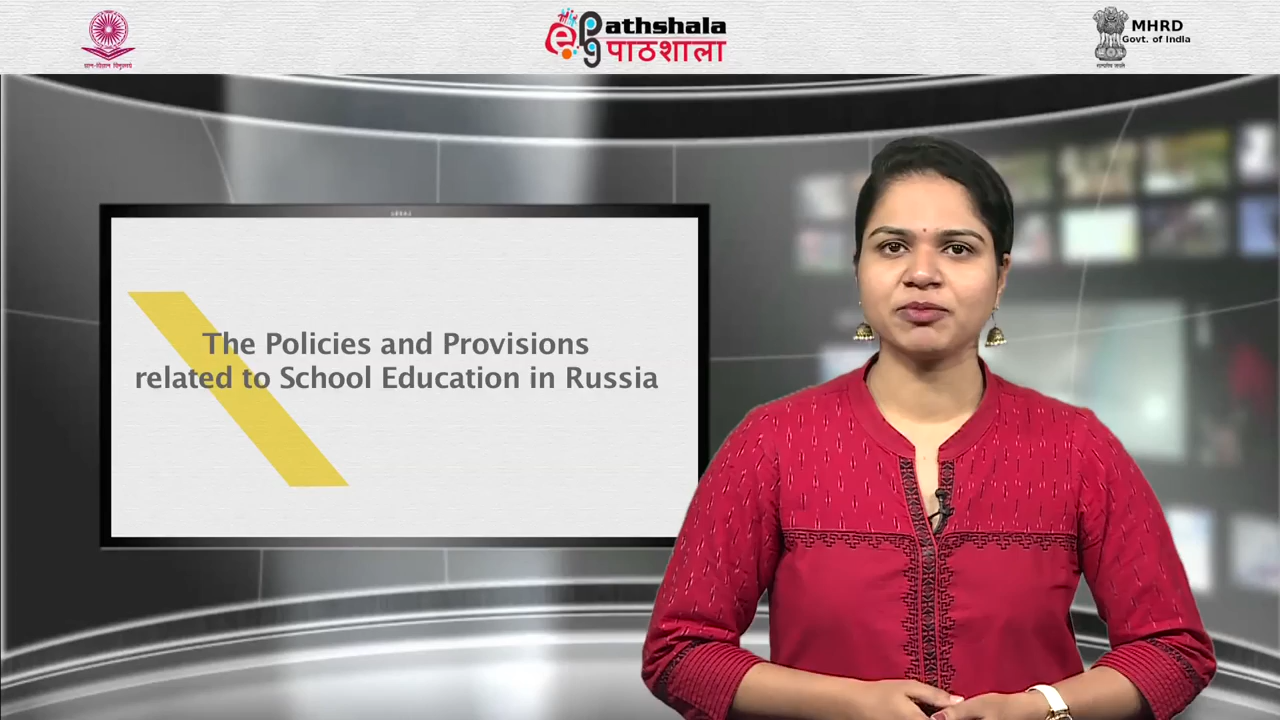 Pathshala
पाठशाला
MHRD
Govt. of India
The Policies and Provisions
related to School Education in Russia